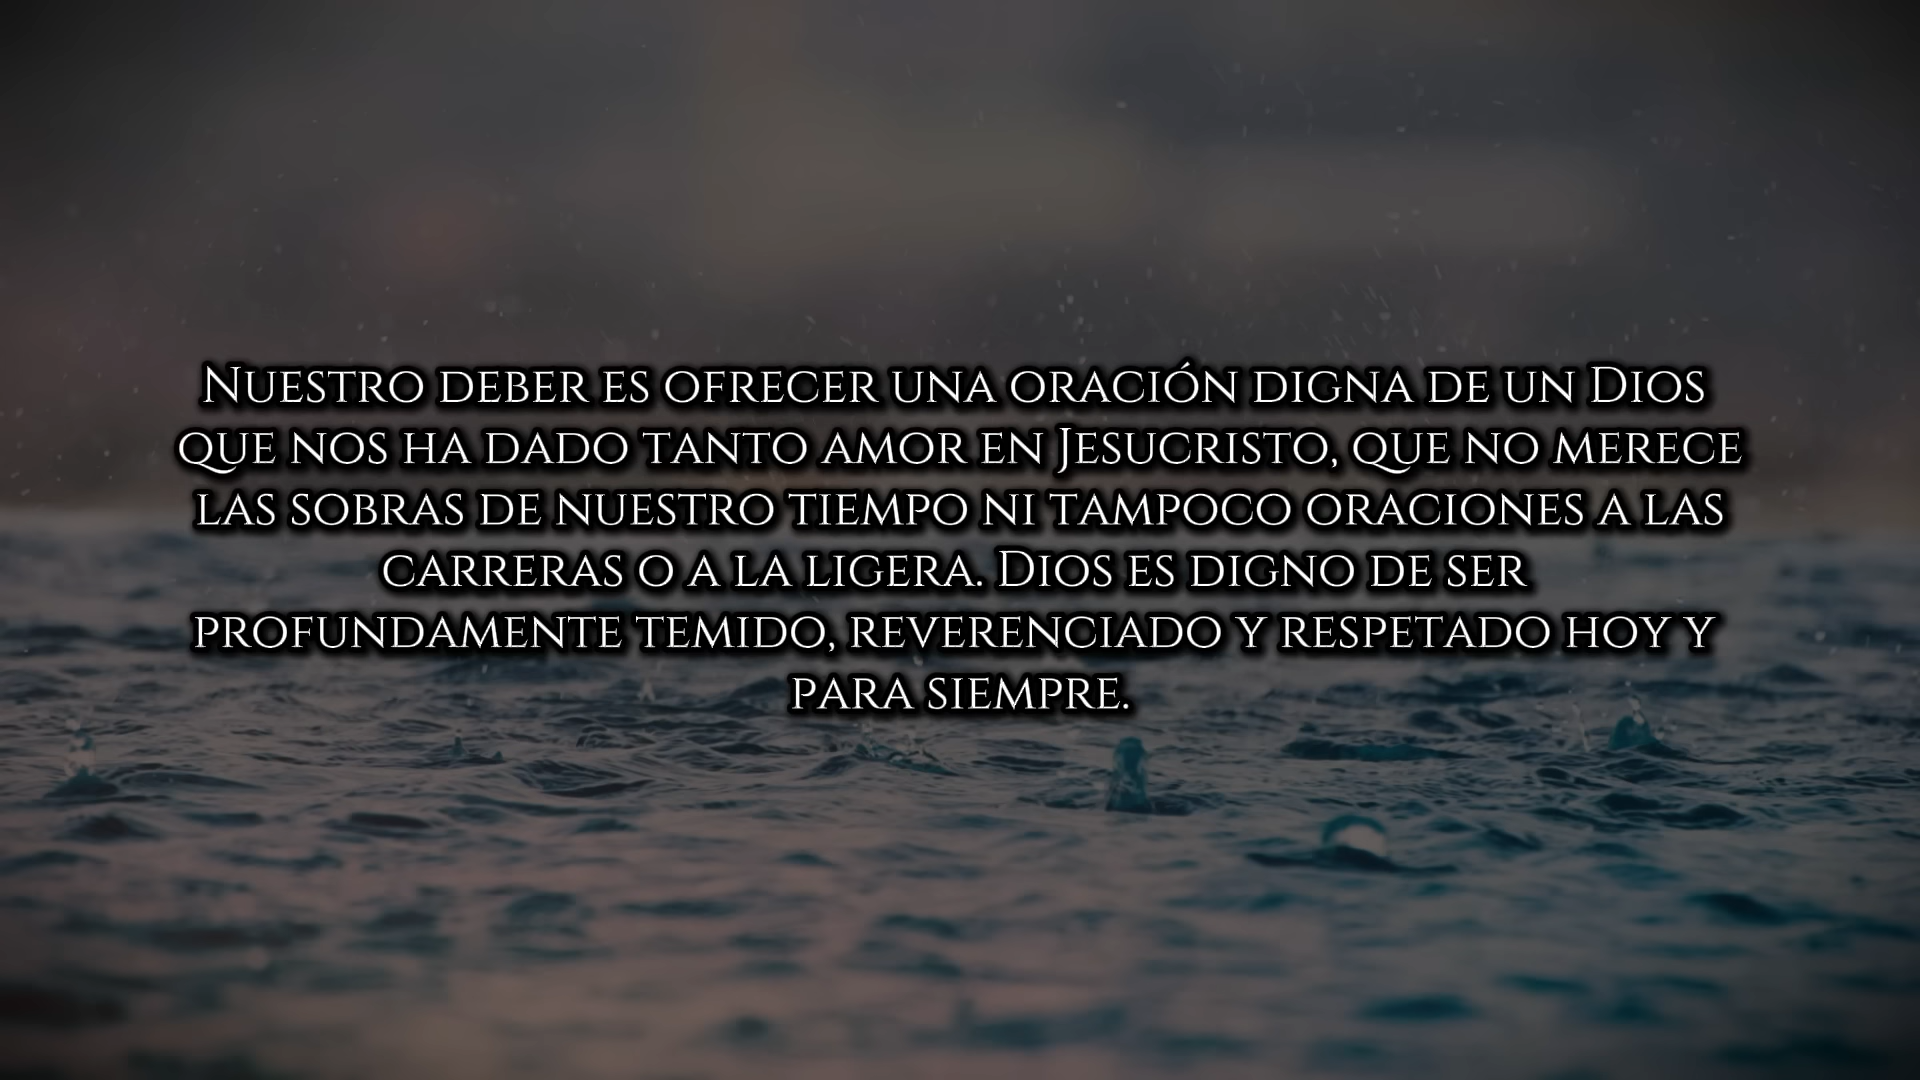 Nuestro deber es ofrecer una oración digna de un Dios
que nos ha dado tanto amor en Jesucristo, que no merece
las sobras de nuestro tiempo ni tampoco oraciones a las
carreras o a la ligera. Dios es digno de ser
profundamente temido, reverenciado y respetado hoy y
para siempre.